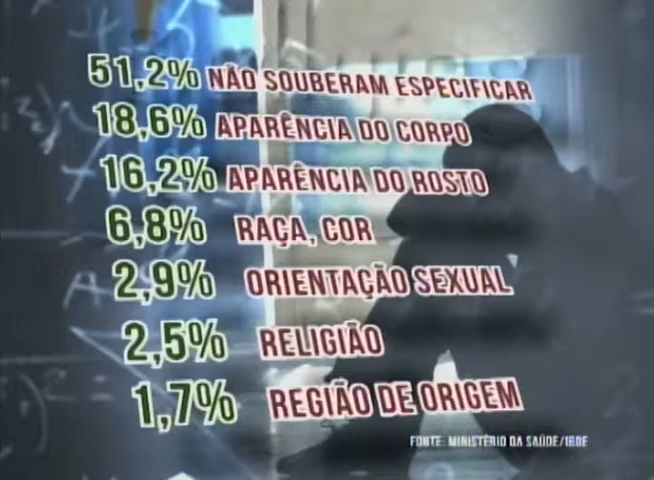 51,2% NÃO SOUBERAM ESPECIFICAR
18,6% APARÊNCIA DO CORPO
16,2% APARÊNCIA DO ROSTO
6,8% RAÇA, COR
2,9% ORIENTAÇÃO SEXUAL
2,5% RELIGIÃO
1,7% REGIÃO DE ORIGEM
FONTE: MINISTÉRIO DA SAÚDE/IBGE